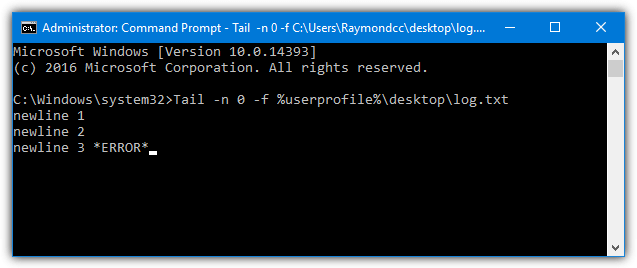 Administrator: Command Prompt - Tail -n 0 -f C:\Users\Raymondcc\desktop\log....
Microsoft Windows [Version 10.0.14393]
(c) 2016 Microsoft Corporation. All rights reserved.
C:\Windows\system32>Tail -n 0 -f %userprofile%\desktop\log.txt
newline 1
newline 2
newline 3 *ERROR*